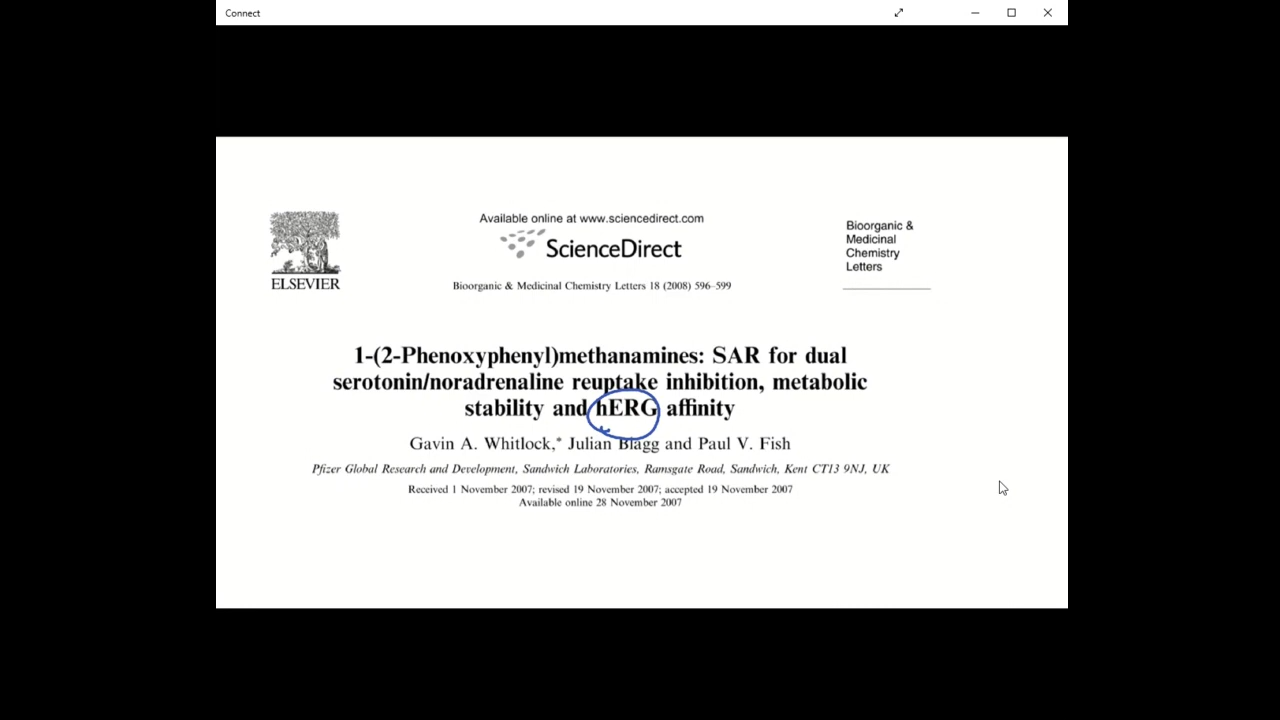 Connect
Available online at www.sciencedirect.com
ScienceDirect
ELSEVIER
Bioorganic &
Medicinal
Chemistry
Letters
Bioorganic & Medicinal Chemistry Letters 18 (2008) 596–599
1-(2-Phenoxyphenyl)methanamines: SAR for dual
serotonin/noradrenaline reuptake inhibition, metabolic
stability and hERG affinity
Gavin A. Whitlock,* Julian Blagg and Paul V. Fish
Pfizer Global Research and Development, Sandwich Laboratories, Ramsgate Road, Sandwich, Kent CT13 9NJ, UK
Received 1 November 2007; revised 19 November 2007; accepted 19 November 2007
Available online 28 November 2007